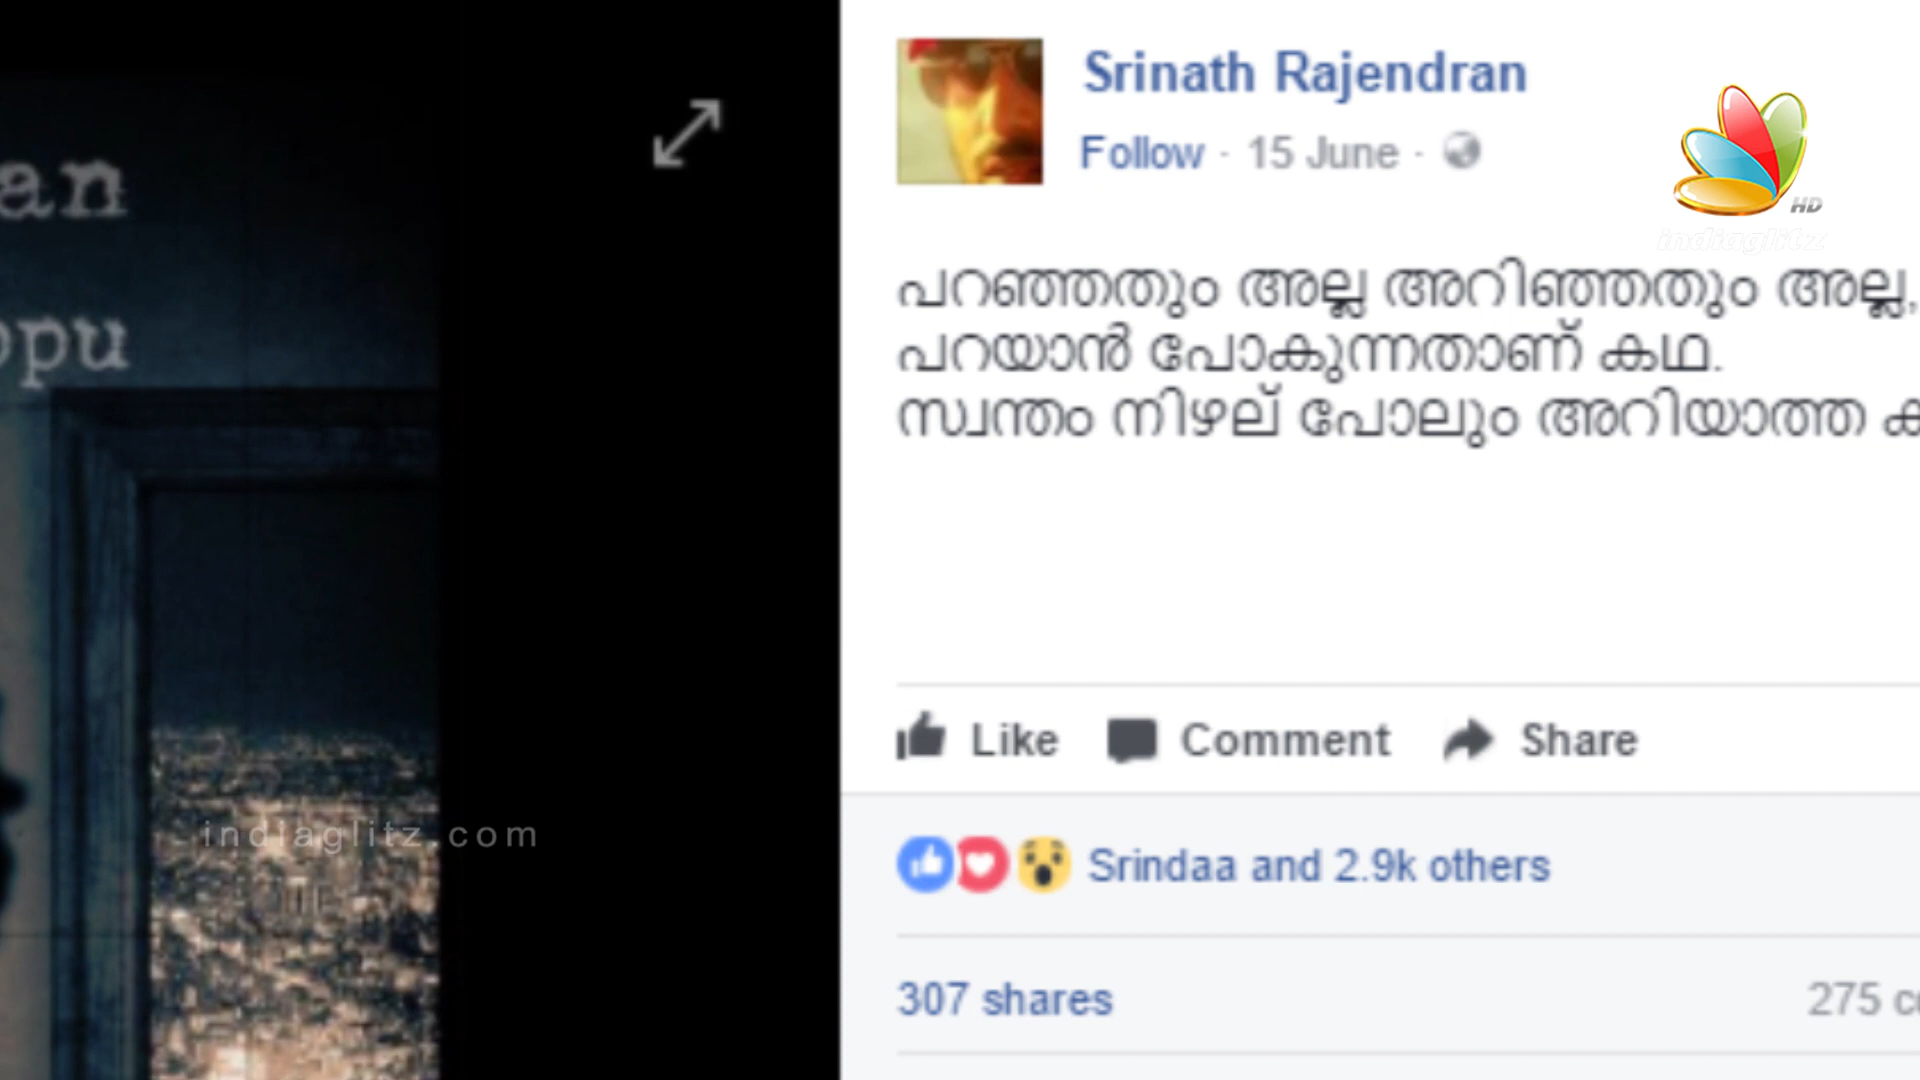 an
ppu
Srinath Rajendran
Follow · 15 June ·
HD
indiaglitz
പറഞ്ഞതും അല്ല അറിഞ്ഞതും അല്ല,
പറയാൻ പോകുന്നതാണ് കഥ.
സ്വന്തം നിഴല് പോലും അറിയാത്ത ക
Like Comment Share
indiaglitz.com
Srindaa and 2.9k others
307 shares
275 c